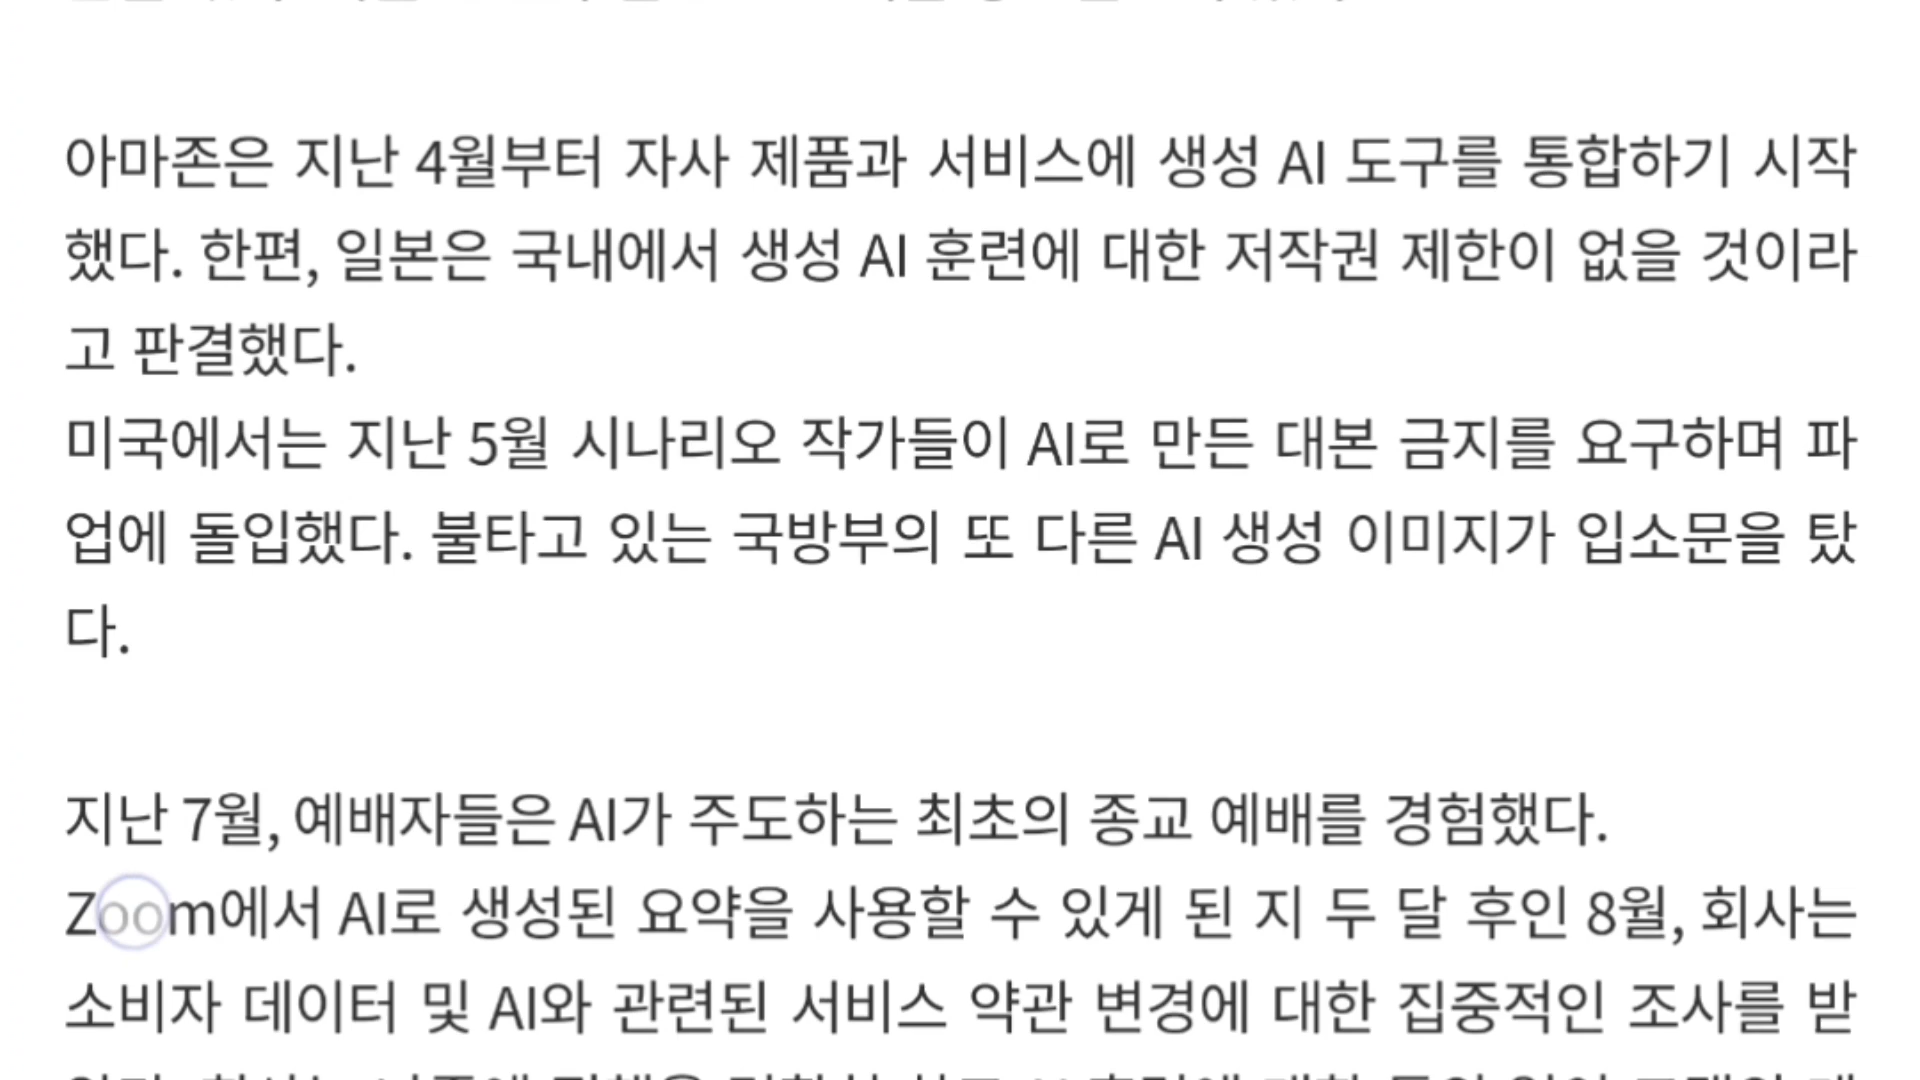 아마존은 지난 4월부터 자사 제품과 서비스에 생성 AI 도구를 통합하기 시작
했다. 한편, 일본은 국내에서 생성 AI 훈련에 대한 저작권 제한이 없을 것이라
고 판결했다.
미국에서는 지난 5월 시나리오 작가들이 AI로 만든 대본 금지를 요구하며 파
업에 돌입했다. 불타고 있는 국방부의 또 다른 AI 생성 이미지가 입소문을 탔
다.
지난 7월, 예배자들은 AI가 주도하는 최초의 종교 예배를 경험했다.
Zoom에서 AI로 생성된 요약을 사용할 수 있게 된 지 두 달 후인 8월, 회사는
소비자 데이터 및 AI와 관련된 서비스 약관 변경에 대한 집중적인 조사를 받